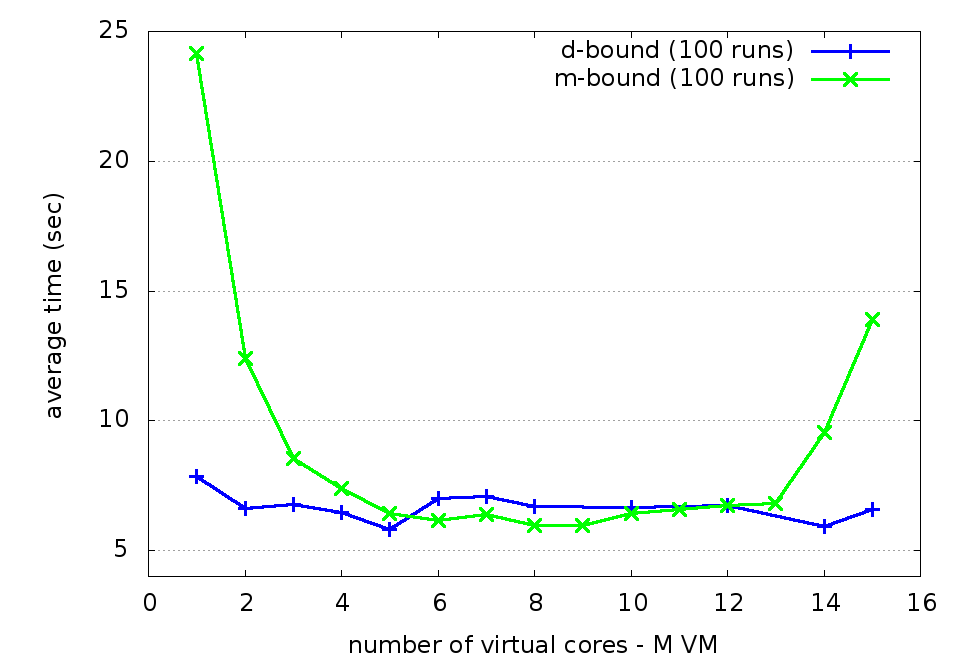 25
20
15
10
5
average time (sec)
d-bound (100 runs)
m-bound (100 runs)
0 2 4 6 8 10 12 14 16
number of virtual cores - M VM